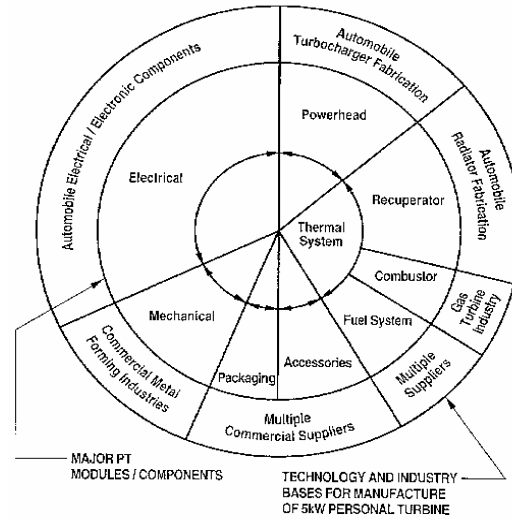 Automobile Electrical / Electronic Components
Automobile
Turbocharger Fabrication
Automobile
Radiator Fabrication
Gas
Turbine
Industry
Multiple
Suppliers
Multiple
Commercial Suppliers
Commercial Metal
Forming Industries
Electrical
Powerhead
Recuperator
Thermal
System
Combustor
Fuel System
Accessories
Packaging
Mechanical
MAJOR PT
MODULES / COMPONENTS
TECHNOLOGY AND INDUSTRY
BASES FOR MANUFACTURE
OF 5kW PERSONAL TURBINE